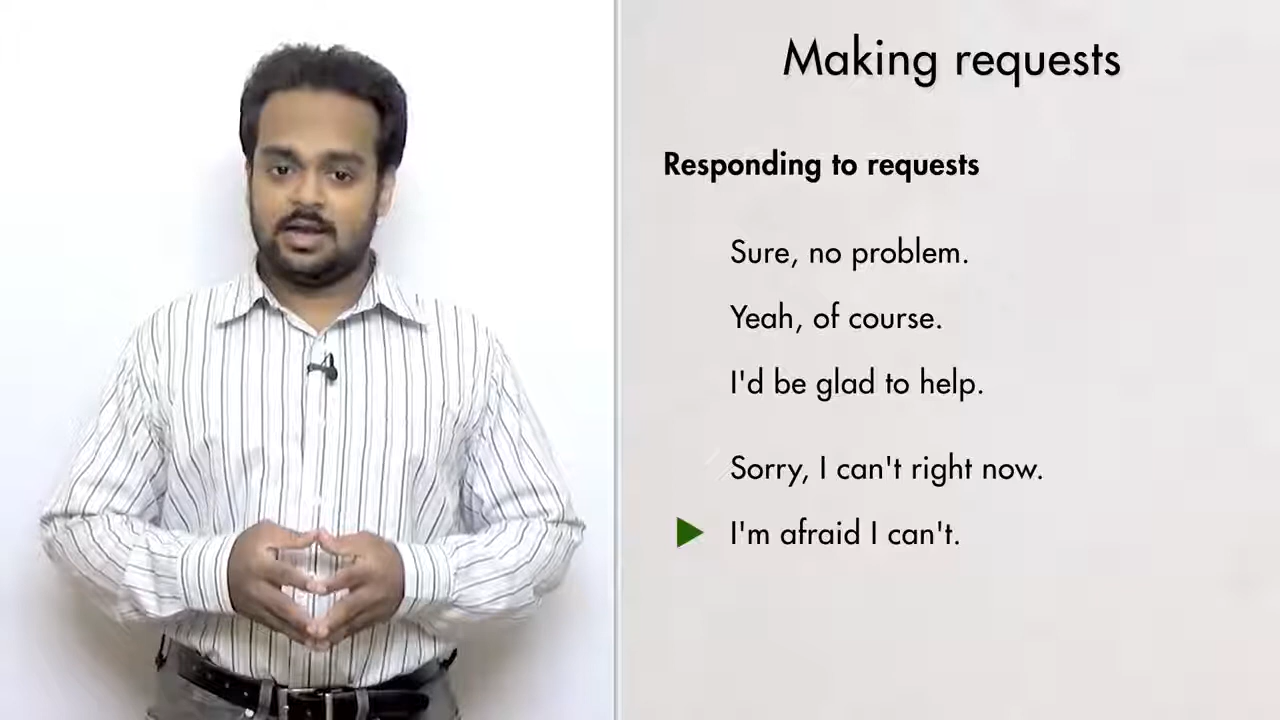 Making requests
Responding to requests
Sure, no problem.
Yeah, of course.
I'd be glad to help.
Sorry, I can't right now.
I'm afraid I can't.